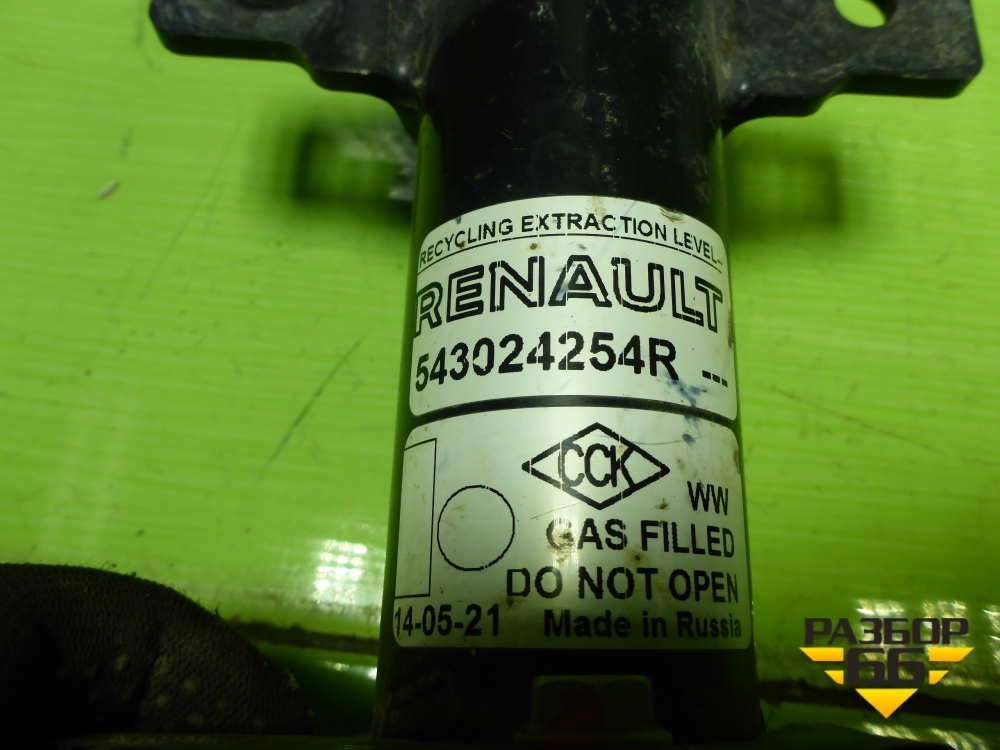 RECYCLING EXTRACTION LEVEL--
RENAULT
543024254R ---
ССК
WW
GAS FILLED
DO NOT OPEN
14-05-21 Made in Russia
РАЗБОР
66